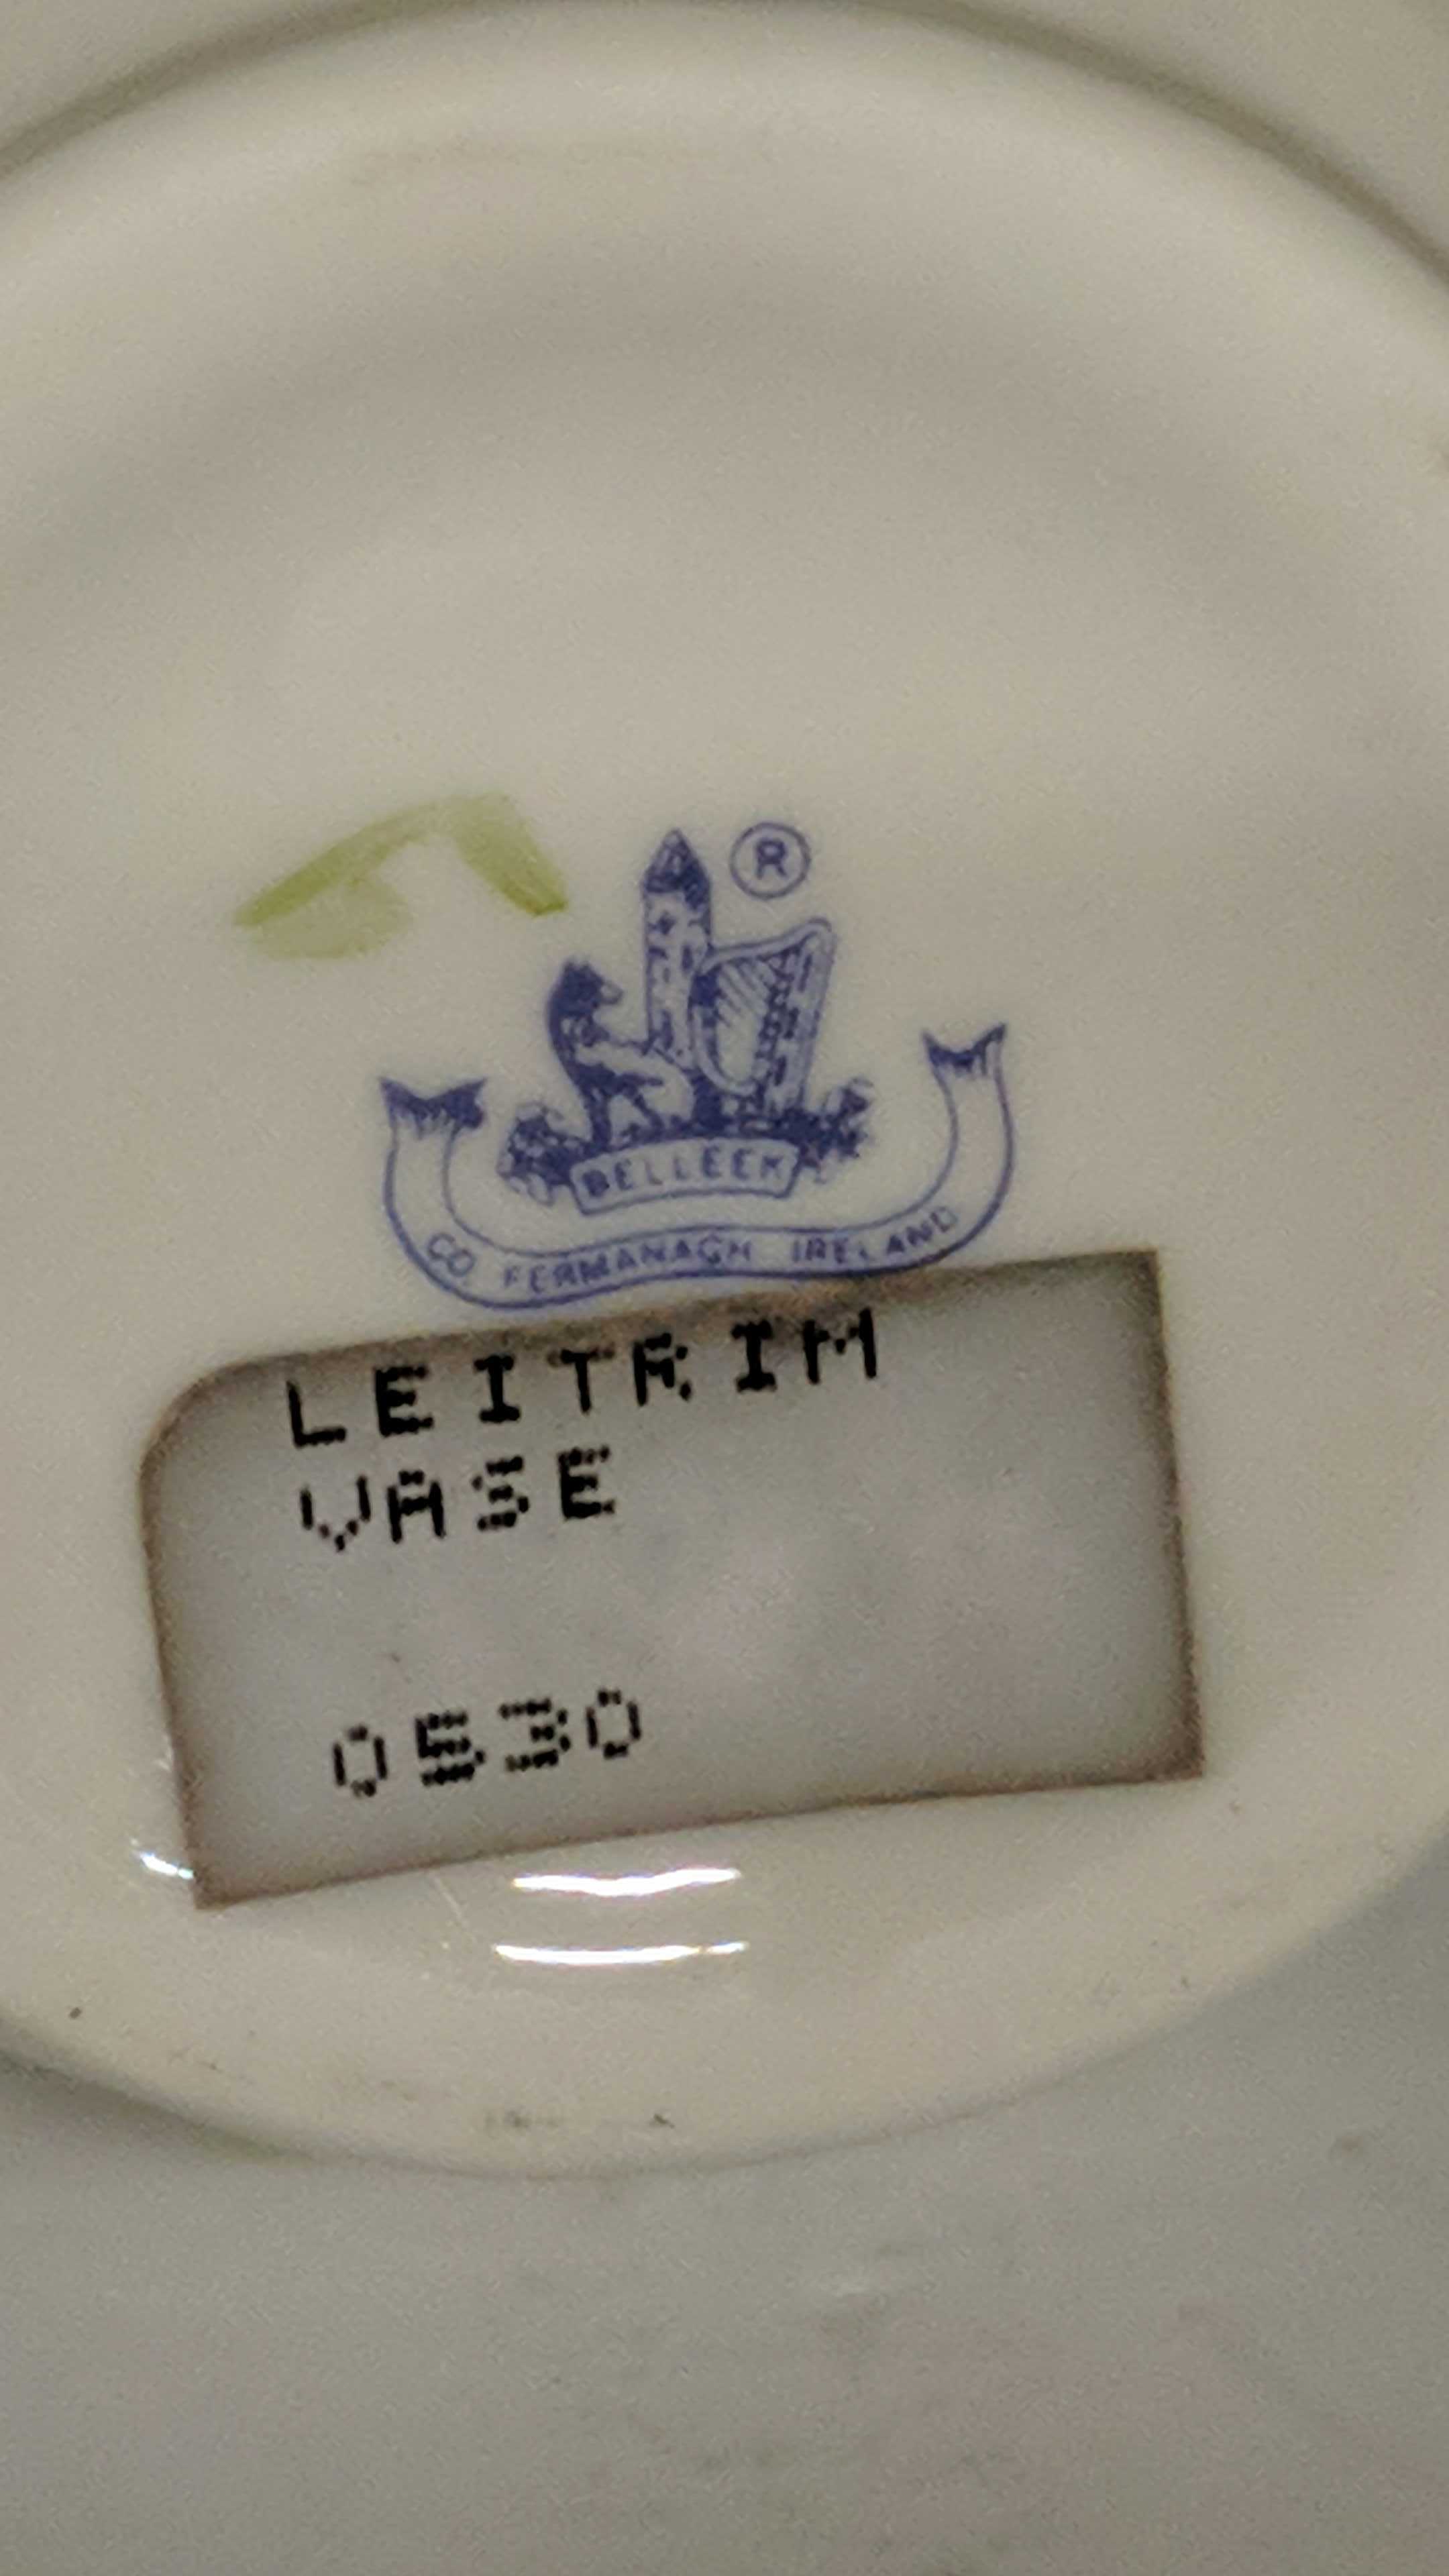 ®
BELLEEK
CO. FERMANAGH IRELAND
LEITRIM
VASE
0530